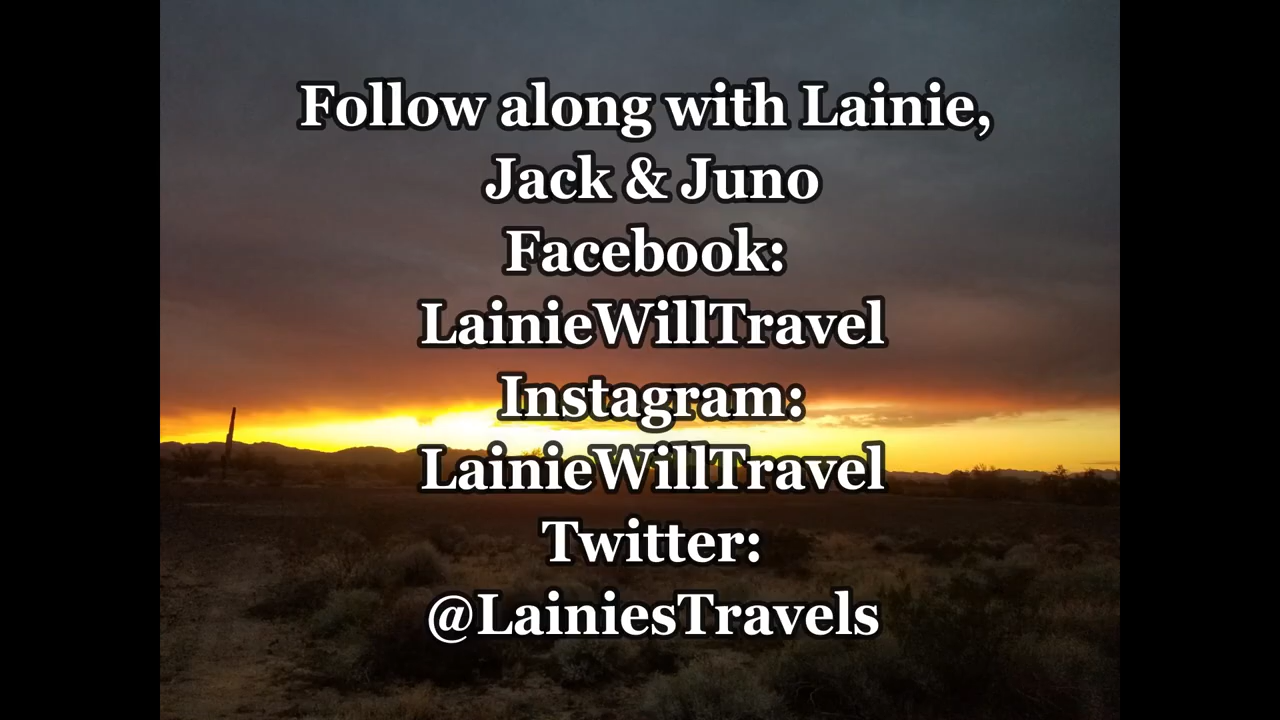 Follow along with Lainie,
Jack & Juno
Facebook:
LainieWillTravel
Instagram:
LainieWillTravel
Twitter:
@LainiesTravels